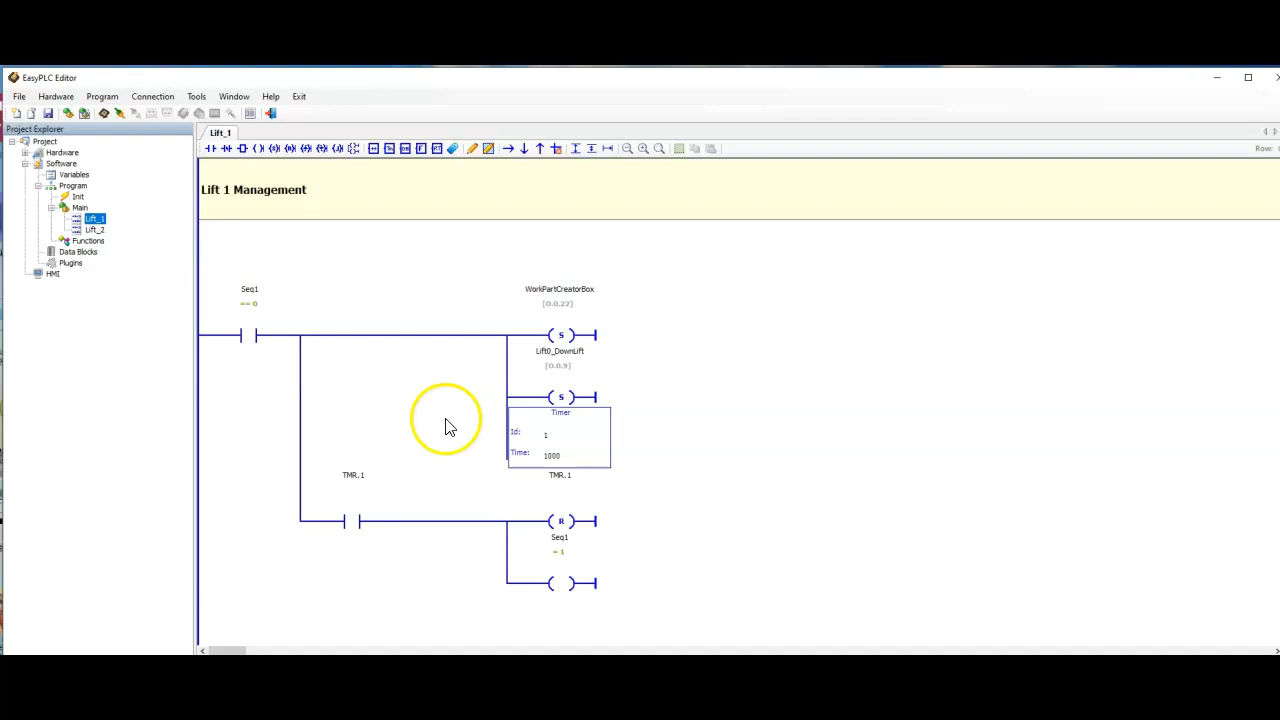 EasyPLC Editor
File Hardware Program Connection Tools Window Help Exit
Project Explorer
Project
Hardware
Software
Variables
Program
Init
Main
Lift_1
Lift_2
Functions
Data Blocks
Plugins
HMI
Lift_1
Row:
Lift 1 Management
Seq1
== 0
WorkPartCreatorBox
[O.0.22]
S
Lift0_DownLift
[O.0.9]
S
Timer
Id: 1
Time: 1000
TMR.1
TMR.1
R
Seq1
= 1